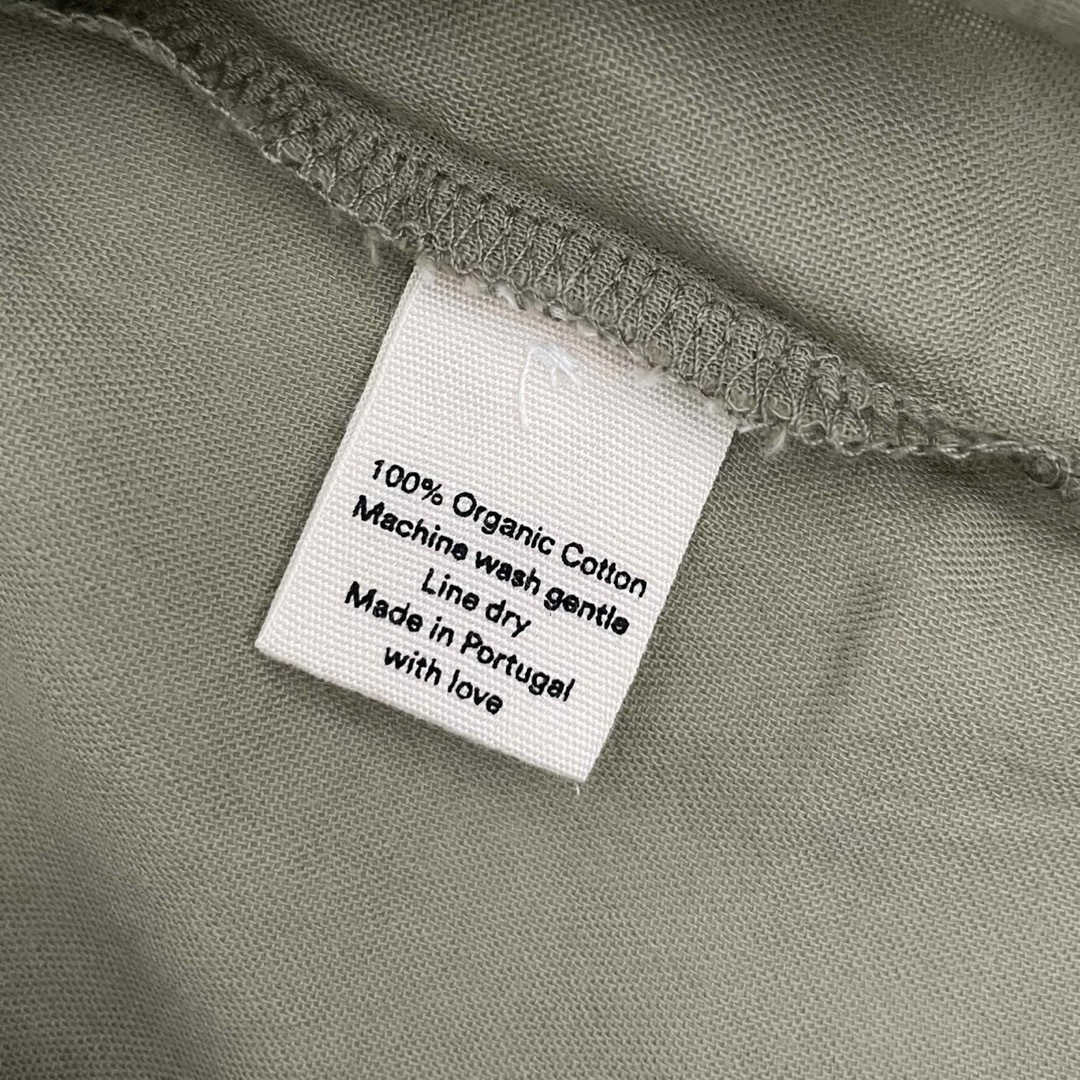 100% Organic Cotton
Machine wash gentle
Line dry
Made in Portugal
with love